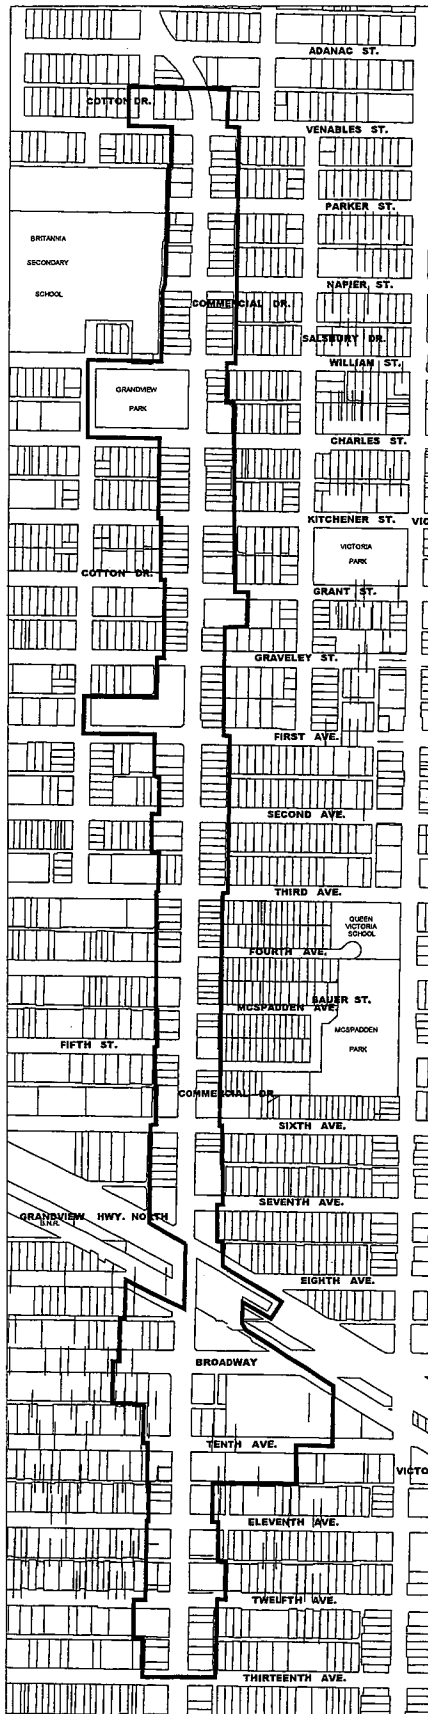 ADANAC ST.
COTTON DR.
VENABLES ST.
PARKER ST.
BRITANNIA
SECONDARY
SCHOOL
NAPIER ST.
COMMERCIAL DR.
SALSBURY DR.
WILLIAM ST.
GRANDVIEW
PARK
CHARLES ST.
KITCHENER ST.
VIC
VICTORIA
PARK
COTTON DR.
GRANT ST.
GRAVELEY ST.
FIRST AVE.
SECOND AVE.
THIRD AVE.
QUEEN
VICTORIA
SCHOOL
FOURTH AVE.
BAUER ST.
MCSPADDEN AVE.
MCSPADDEN
PARK
FIFTH ST.
COMMERCIAL DR.
SIXTH AVE.
SEVENTH AVE.
GRANDVIEW HWY. NORTH
B.N.R.
EIGHTH AVE.
BROADWAY
TENTH AVE.
VICTO
ELEVENTH AVE.
TWELFTH AVE.
THIRTEENTH AVE.